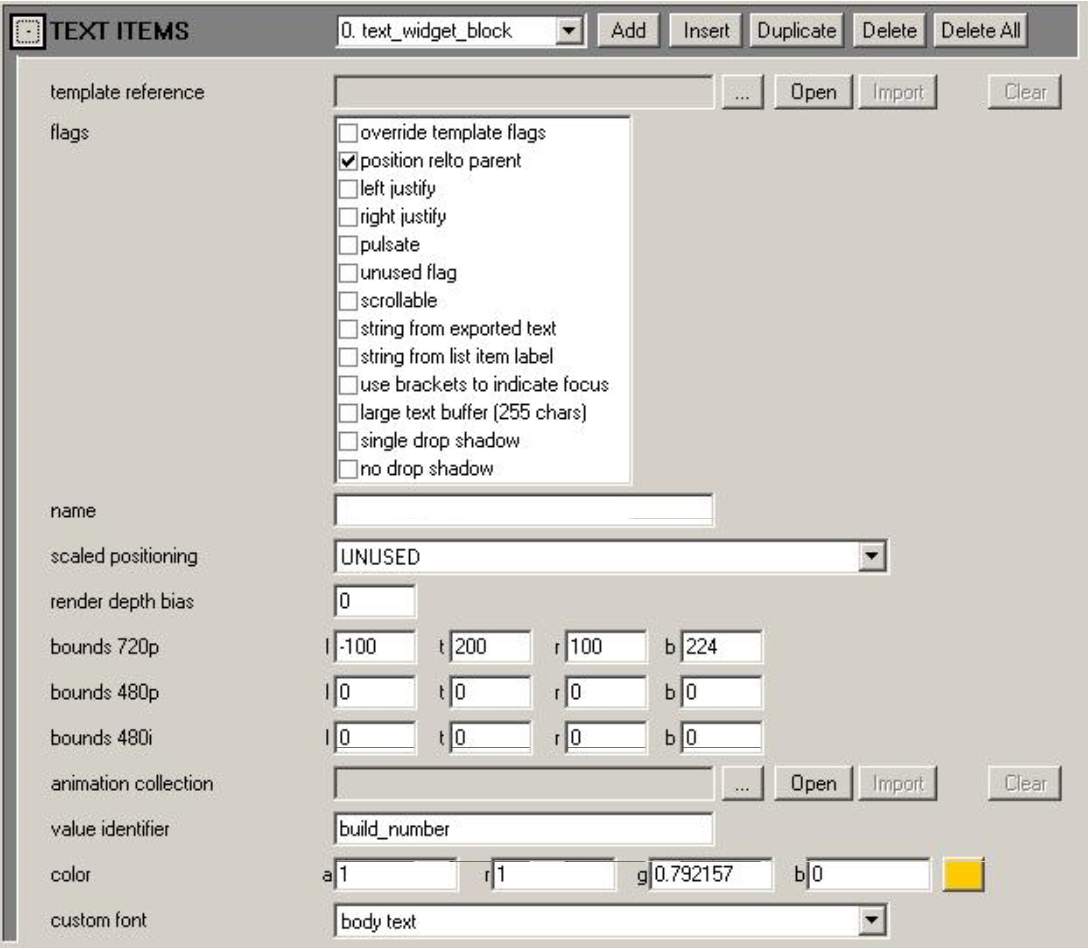 - TEXT ITEMS 0. text_widget_block Add Insert Duplicate Delete Delete All
template reference ... Open Import Clear
flags
override template flags
position relto parent
left justify
right justify
pulsate
unused flag
scrollable
string from exported text
string from list item label
use brackets to indicate focus
large text buffer (255 chars)
single drop shadow
no drop shadow
name
scaled positioning UNUSED
render depth bias 0
bounds 720p l -100 t 200 r 100 b 224
bounds 480p l 0 t 0 r 0 b 0
bounds 480i l 0 t 0 r 0 b 0
animation collection ... Open Import Clear
value identifier build_number
color a 1 r 1 g 0.792157 b 0
custom font body text